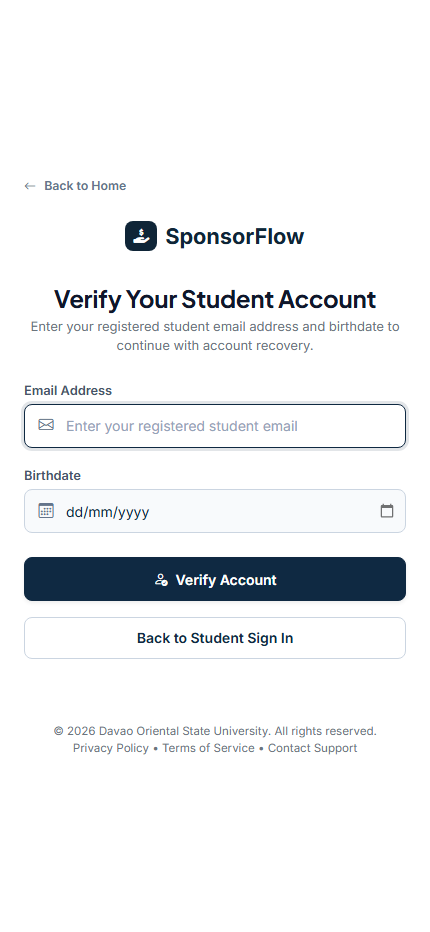 ← Back to Home
SponsorFlow
Verify Your Student Account
Enter your registered student email address and birthdate to
continue with account recovery.
Email Address
Enter your registered student email
Birthdate
dd/mm/yyyy
Verify Account
Back to Student Sign In
© 2026 Davao Oriental State University. All rights reserved.
Privacy Policy • Terms of Service • Contact Support